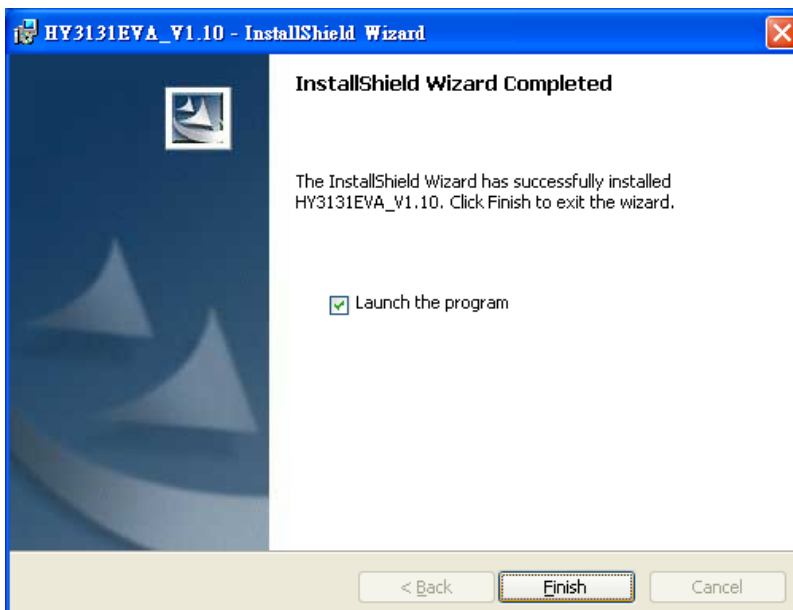 HY3131EVA_V1.10 - InstallShield Wizard
InstallShield Wizard Completed
The InstallShield Wizard has successfully installed
HY3131EVA_V1.10. Click Finish to exit the wizard.
Launch the program
< Back
Finish
Cancel